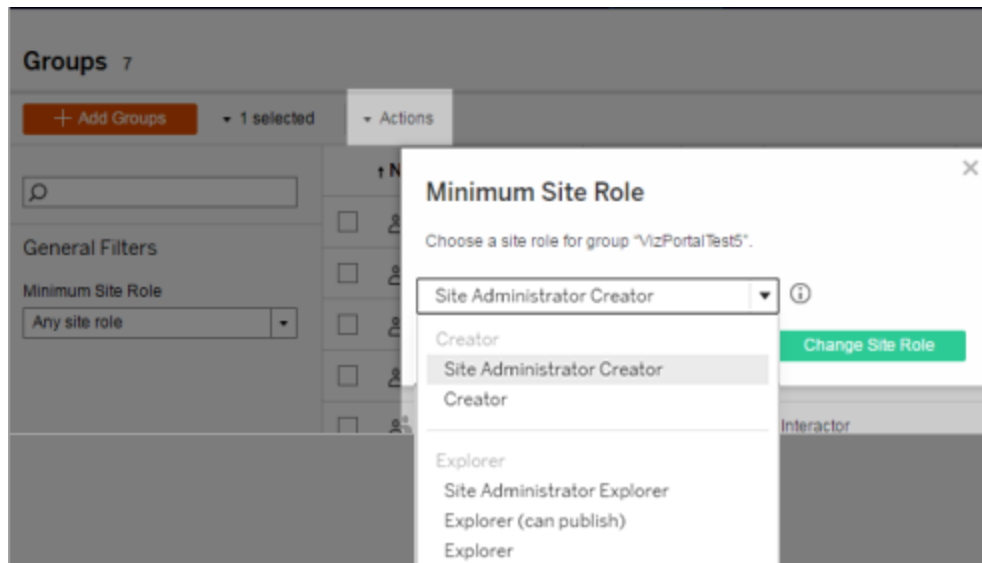 Groups 7
+ Add Groups
1 selected
Actions
↑ N
General Filters
Minimum Site Role
Any site role
Minimum Site Role
Choose a site role for group “VizPortalTest5”.
Site Administrator Creator
Change Site Role
Creator
Site Administrator Creator
Creator
Interactor
Explorer
Site Administrator Explorer
Explorer (can publish)
Explorer